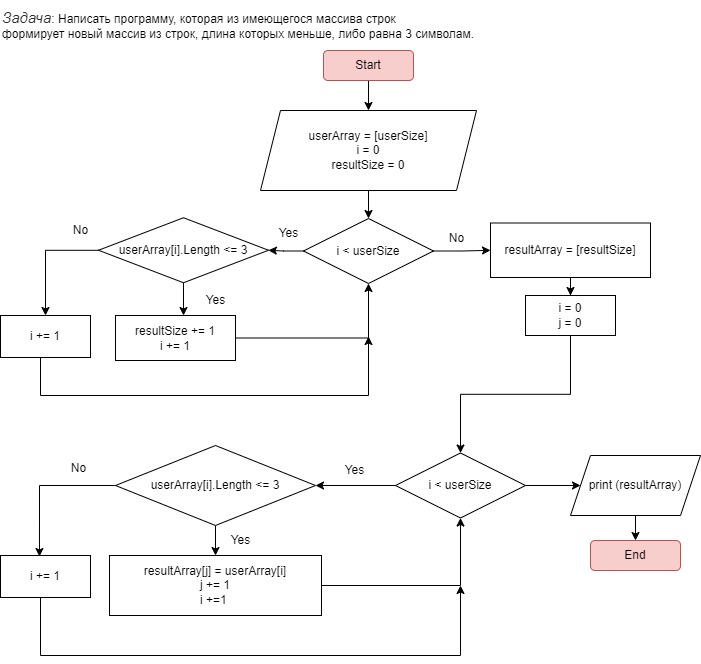 Задача: Написать программу, которая из имеющегося массива строк
формирует новый массив из строк, длина которых меньше, либо равна 3 символам.
Start
userArray = [userSize]
i = 0
resultSize = 0
No
userArray[i].Length <= 3
Yes
i < userSize
No
resultArray = [resultSize]
Yes
i += 1
resultSize += 1
i += 1
i = 0
j = 0
No
userArray[i].Length <= 3
Yes
i < userSize
print (resultArray)
Yes
i += 1
resultArray[j] = userArray[i]
j += 1
i +=1
End